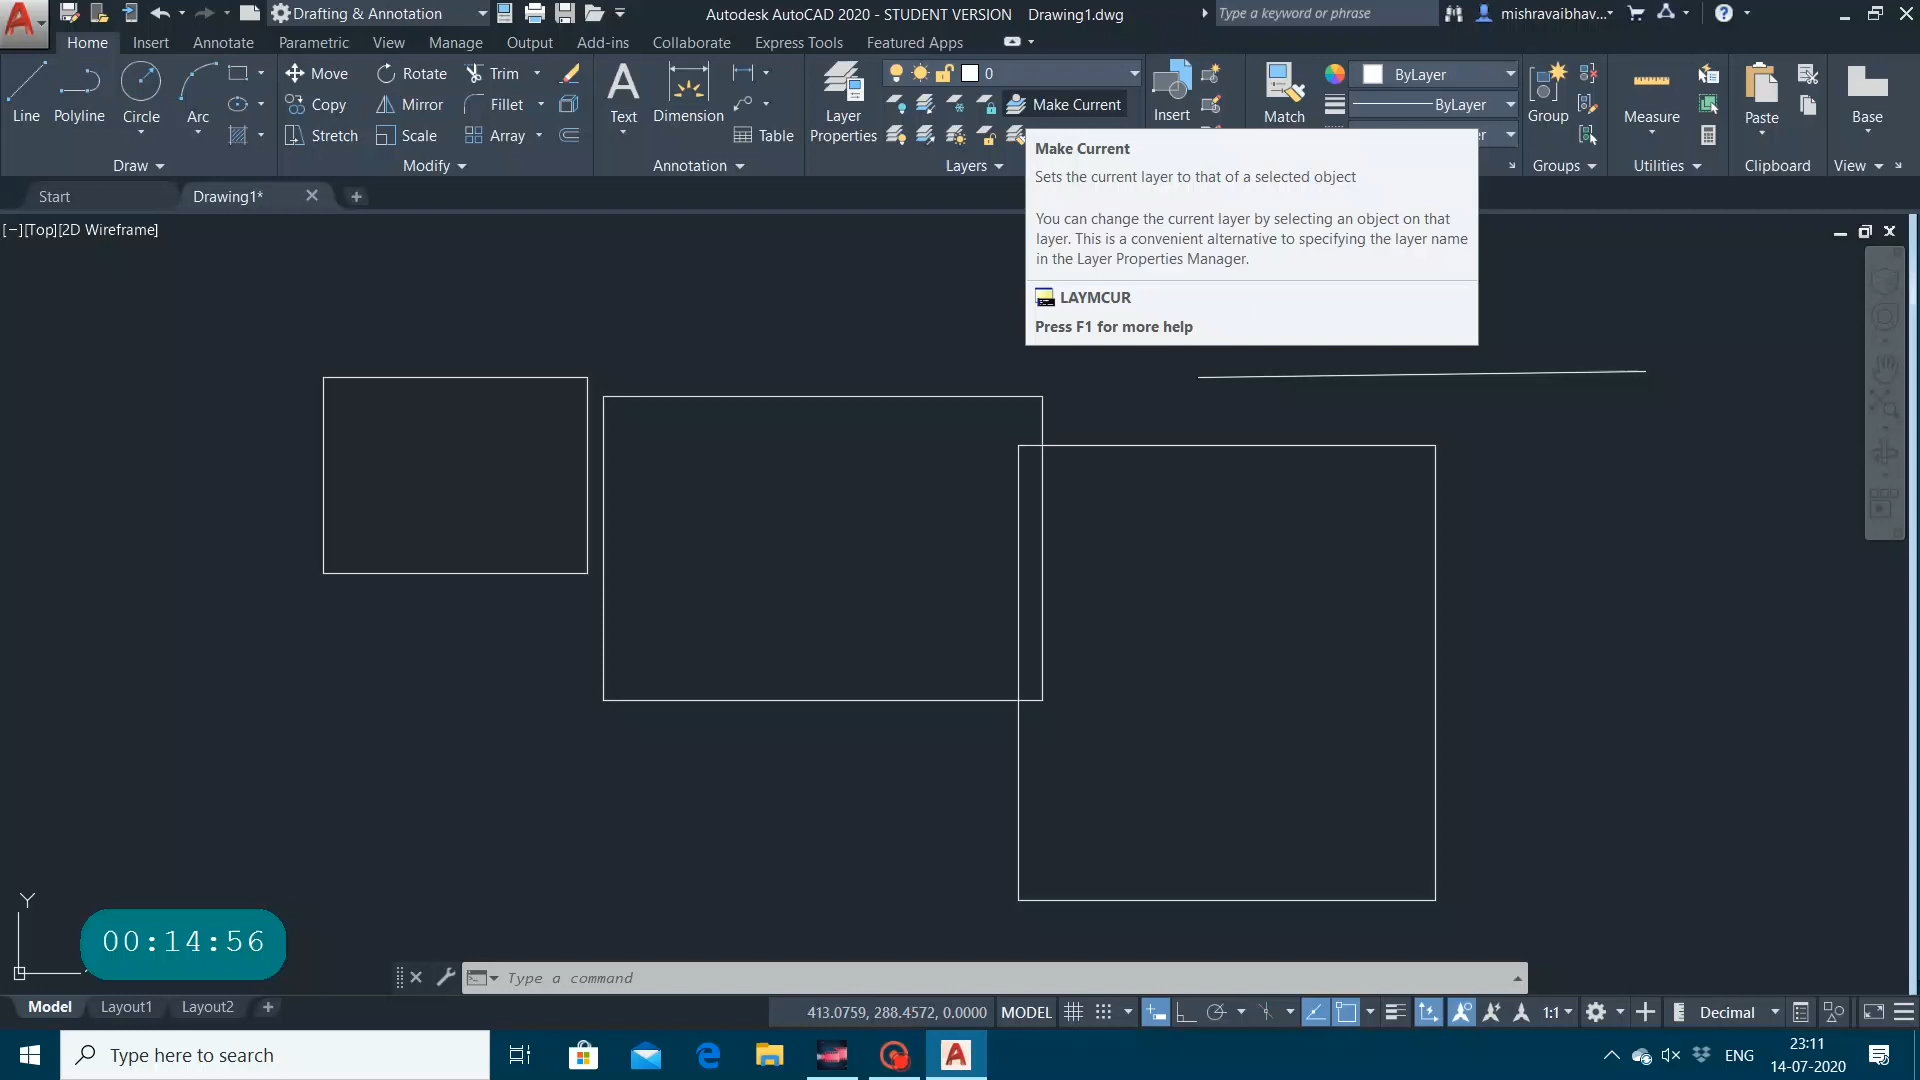 Drafting & Annotation
Autodesk AutoCAD 2020 - STUDENT VERSION Drawing1.dwg
Type a keyword or phrase
mishravaibhav...
Home Insert Annotate Parametric View Manage Output Add-ins Collaborate Express Tools Featured Apps
Line Polyline Circle Arc
Move Rotate Trim
Copy Mirror Fillet
Stretch Scale Array
Text Dimension
Table
Layer Properties
0
Make Current
Insert
Match
ByLayer
ByLayer
Group
Measure
Paste
Base
Draw Modify Annotation Layers Groups Utilities Clipboard View
Start Drawing1*
[−][Top][2D Wireframe]
Make Current
Sets the current layer to that of a selected object
You can change the current layer by selecting an object on that
layer. This is a convenient alternative to specifying the layer name
in the Layer Properties Manager.
LAYMCUR
Press F1 for more help
Y
00:14:56
Type a command
Model Layout1 Layout2
413.0759, 288.4572, 0.0000 MODEL
1:1
Decimal
Type here to search
ENG
23:11
14-07-2020